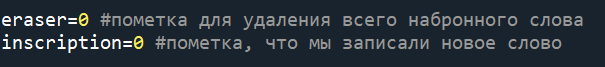 eraser=0 #пометка для удаления всего набронного слова
inscription=0 #пометка, что мы записали новое слово